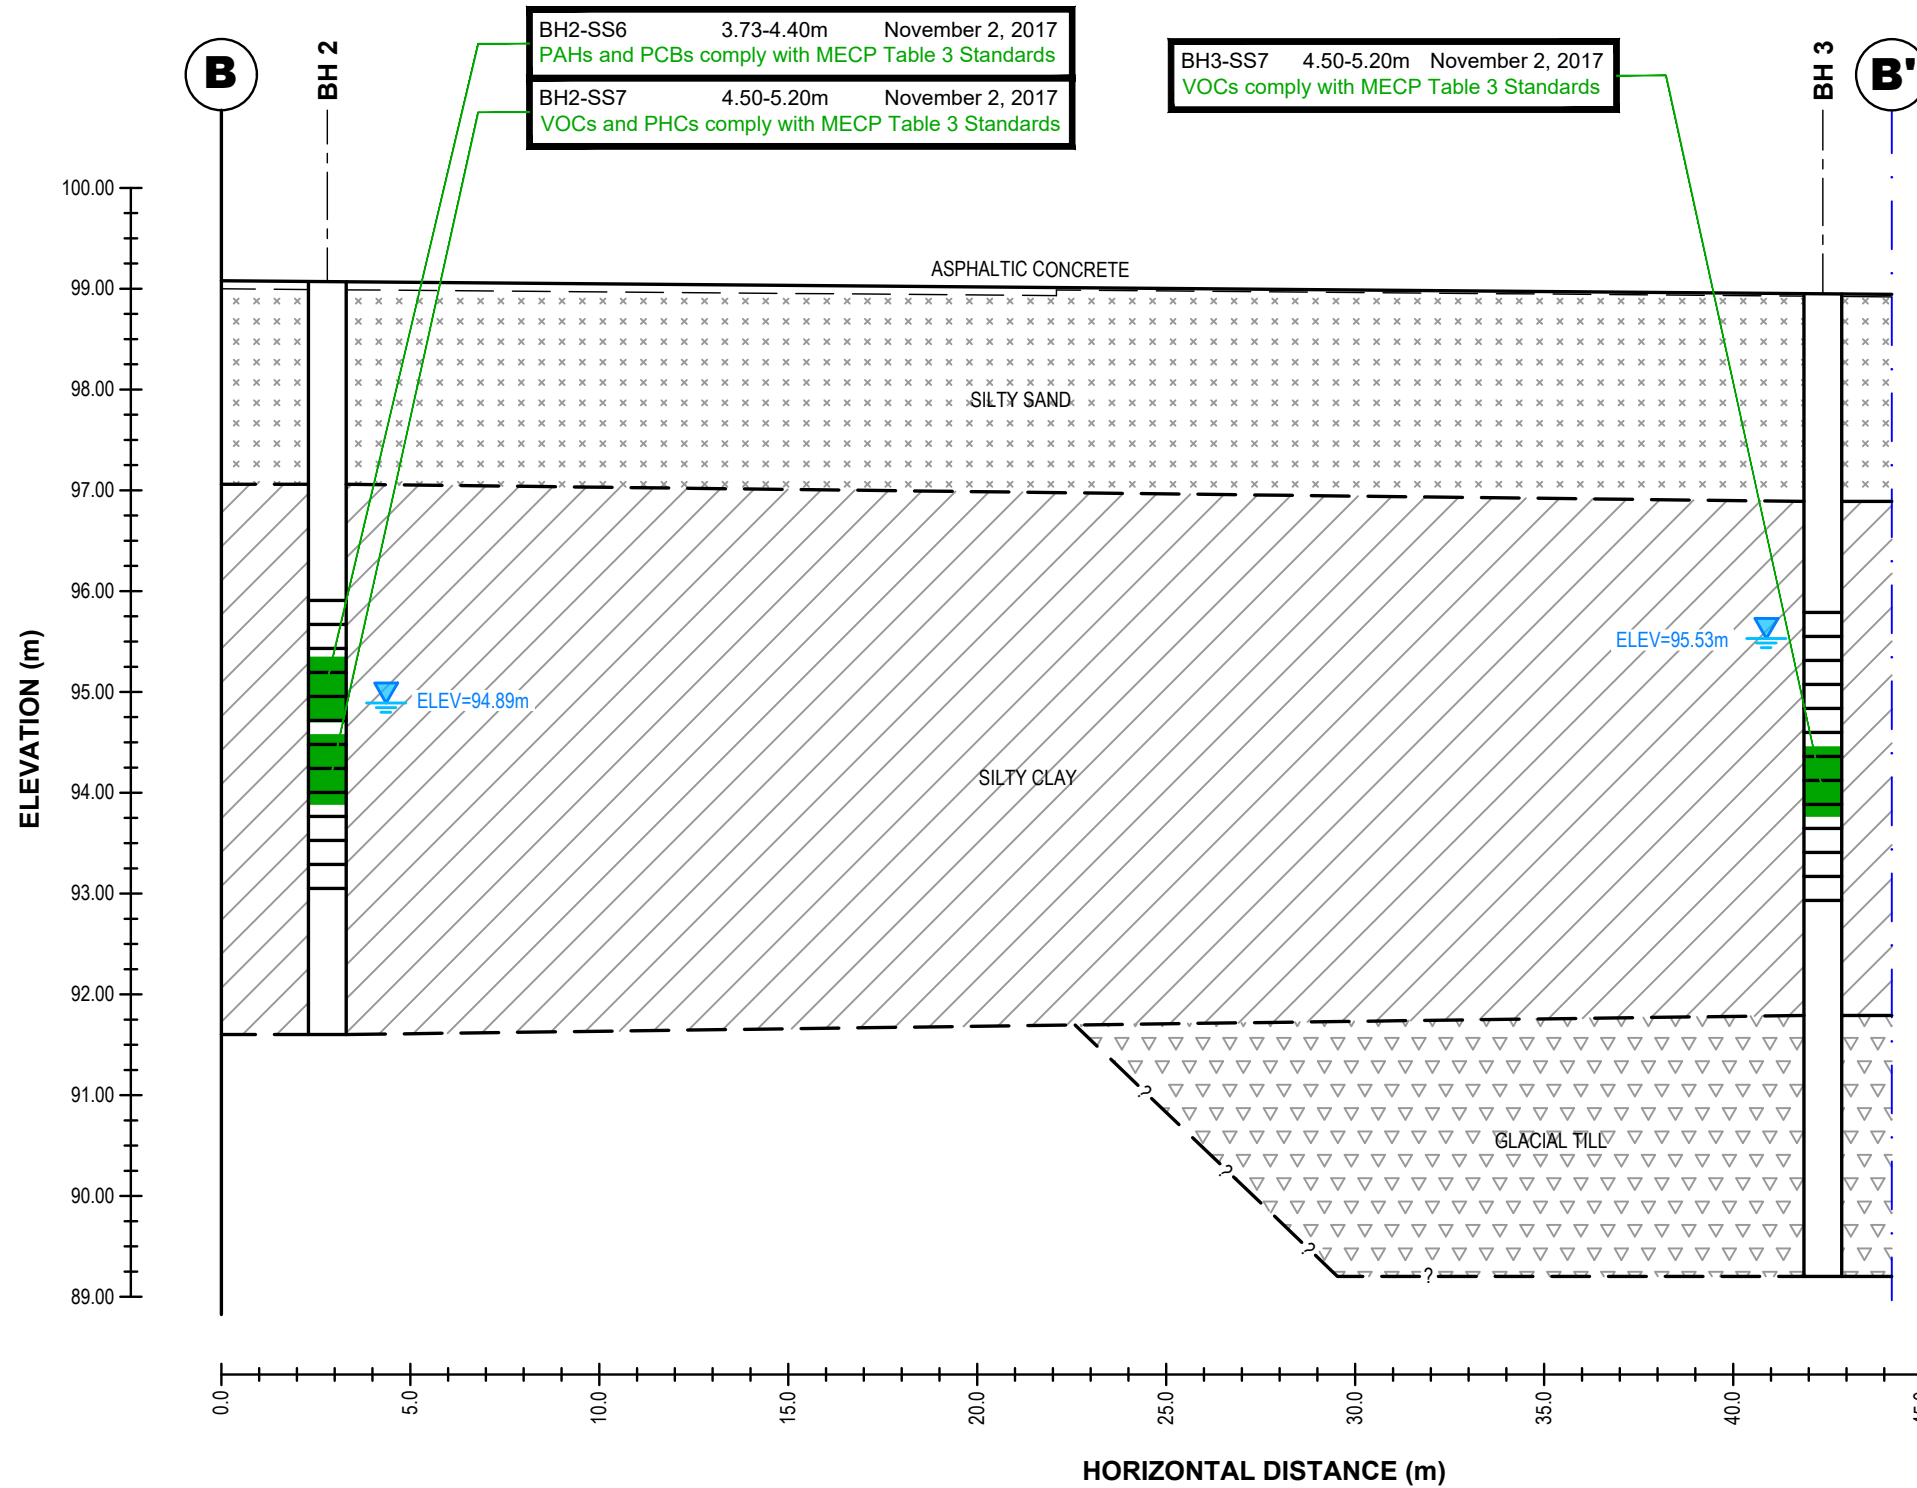 BH2-SS6 3.73-4.40m November 2, 2017
PAHs and PCBs comply with MECP Table 3 Standards
BH2-SS7 4.50-5.20m November 2, 2017
VOCs and PHCs comply with MECP Table 3 Standards
BH3-SS7 4.50-5.20m November 2, 2017
VOCs comply with MECP Table 3 Standards
B
BH 2
BH 3
B'
100.00
99.00
98.00
97.00
96.00
95.00
94.00
93.00
92.00
91.00
90.00
89.00
ELEVATION (m)
ASPHALTIC CONCRETE
SILTY SAND
ELEV=95.53m
ELEV=94.89m
SILTY CLAY
GLACIAL TILL
?
?
?
?
0.0
5.0
10.0
15.0
20.0
25.0
30.0
35.0
40.0
HORIZONTAL DISTANCE (m)